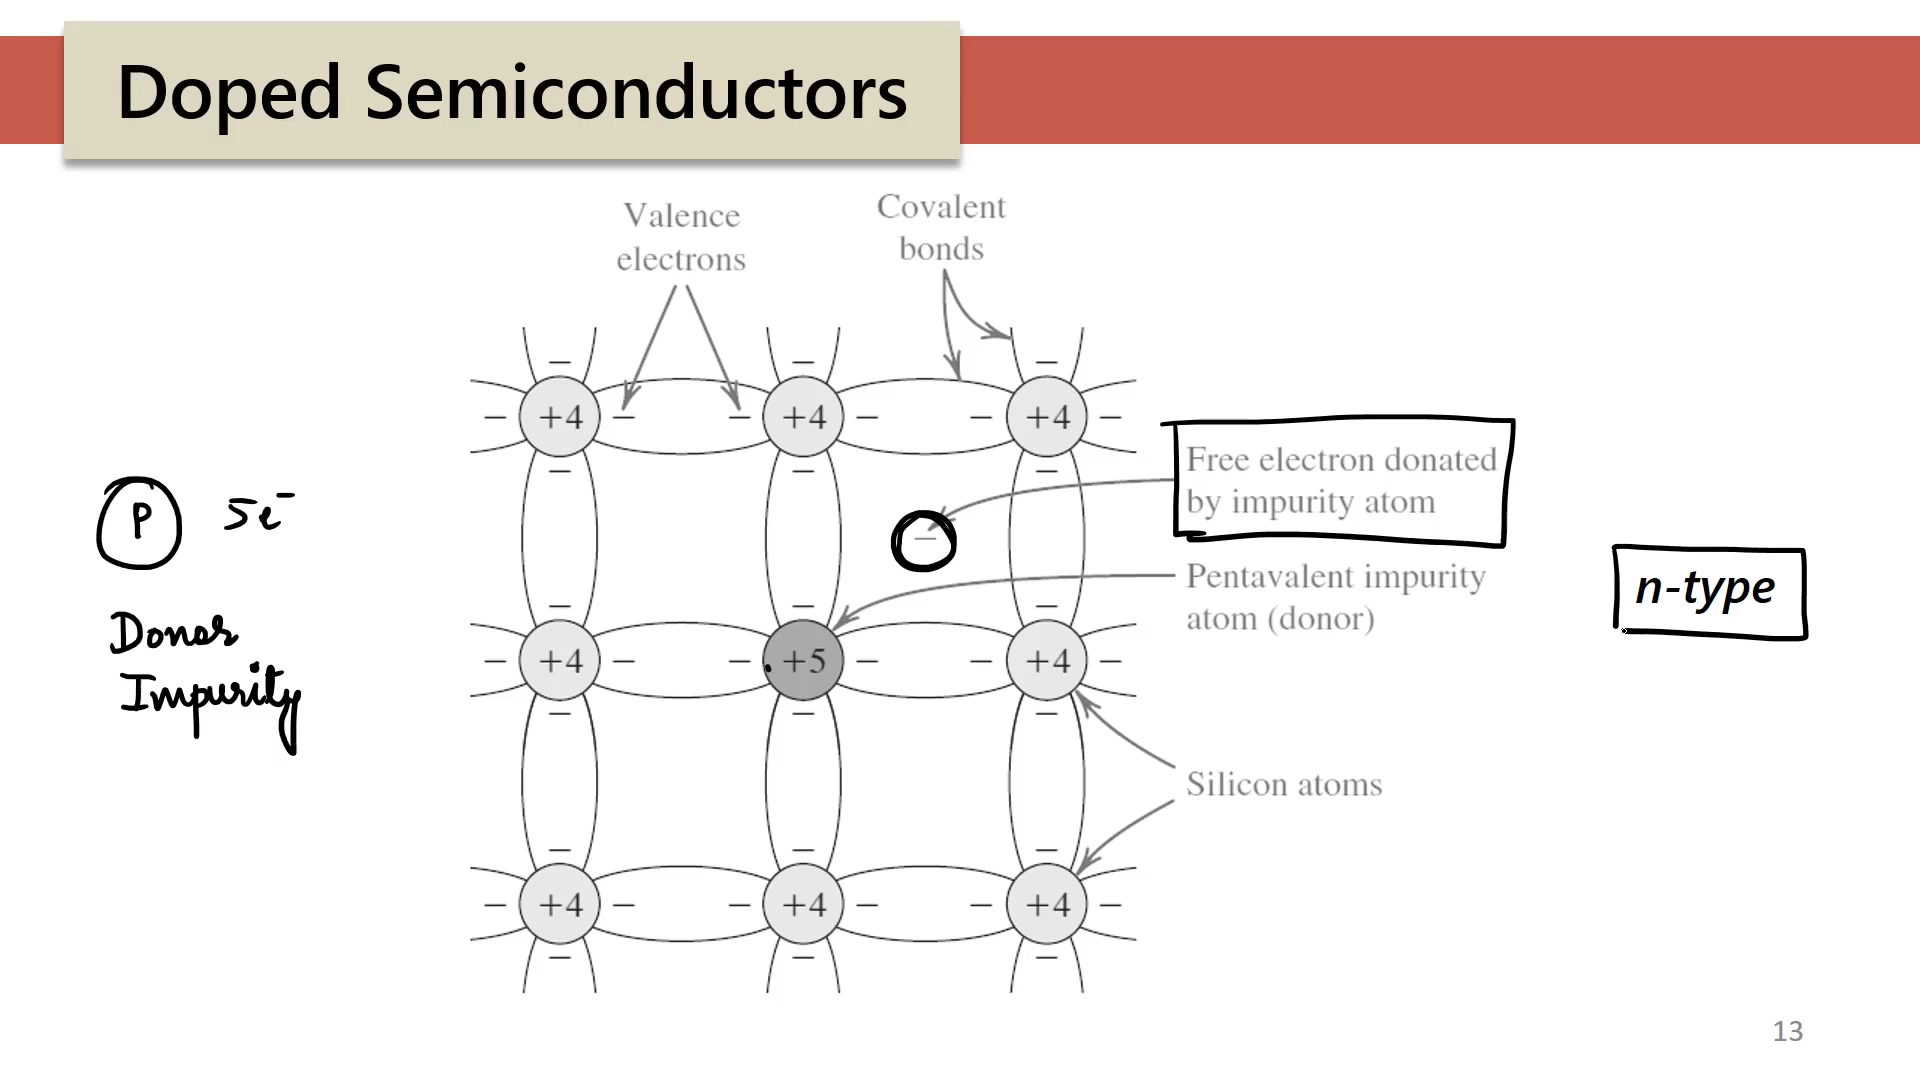 Doped Semiconductors
Valence
electrons
Covalent
bonds
+4 +4 +4
Free electron donated
by impurity atom
P 5e⁻
Pentavalent impurity
atom (donor)
n-type
Donor
Impurity
+4 +5 +4
Silicon atoms
+4 +4 +4
13